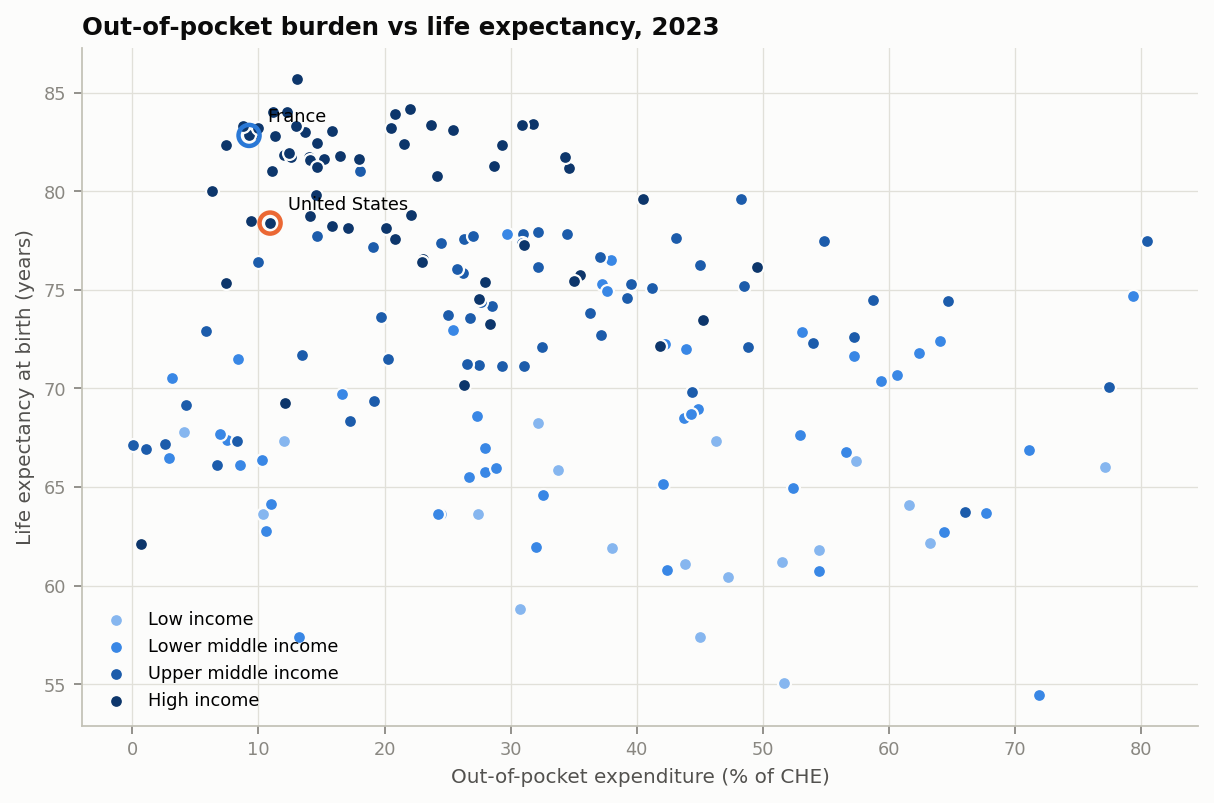 Out-of-pocket burden vs life expectancy, 2023
Life expectancy at birth (years)
85
80
75
70
65
60
55
France
United States
Low income
Lower middle income
Upper middle income
High income
0 10 20 30 40 50 60 70 80
Out-of-pocket expenditure (% of CHE)